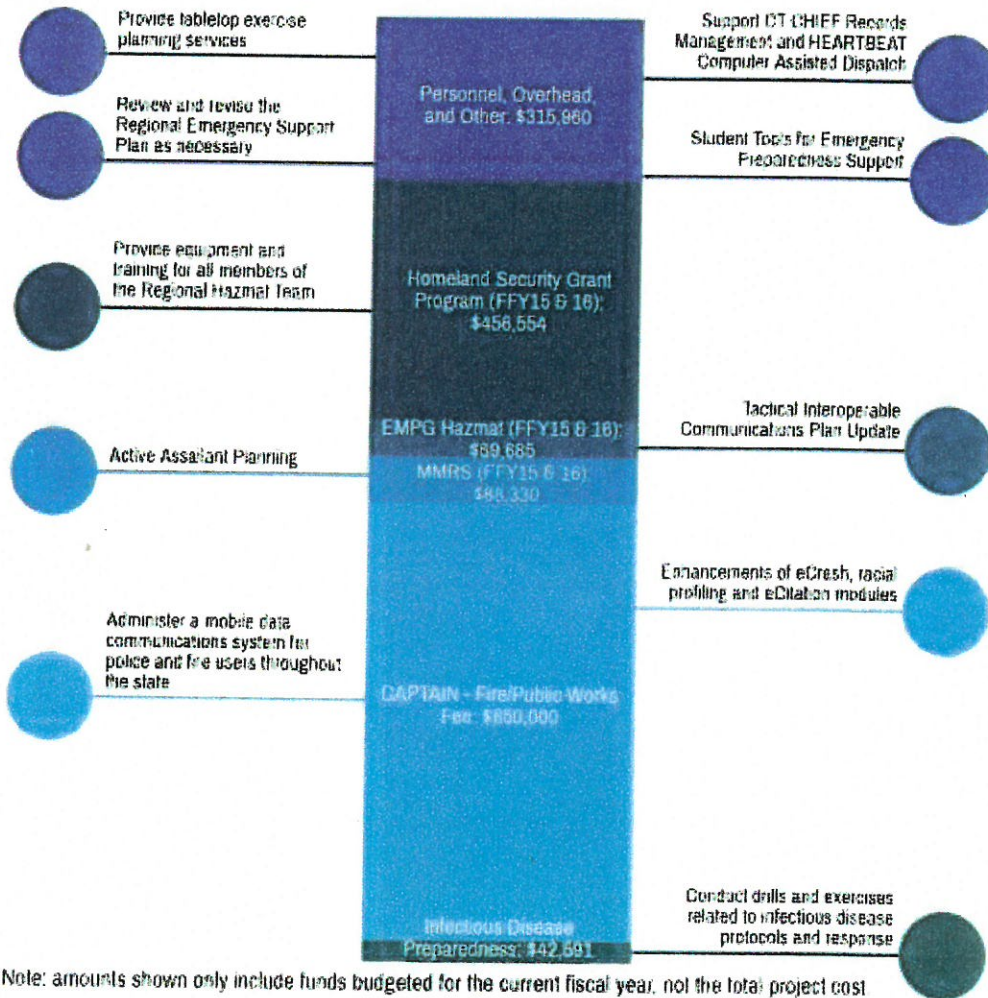 Provide tabletop exercise
planning services
Support CT CHIEF Records
Management and HEARTBEAT
Computer Assisted Dispatch
Personnel, Overhead,
and Other: $315,960
Review and revise the
Regional Emergency Support
Plan as necessary
Student Tools for Emergency
Preparedness Support
Provide equipment and
training for all members of
the Regional Hazmat Team
Homeland Security Grant
Program (FFY15 & 16):
$456,554
EMPG Hazmat (FFY15 & 16):
$69,685
Tactical Interoperable
Communications Plan Update
Active Assailant Planning
MMRS (FFY15 & 16)
Enhancements of eCrash, racial
profiling and eCitation modules
Administer a mobile data
communications system for
police and fire users throughout
the state
CAPTAIN - Fire/Public Works
Fee:
Conduct drills and exercises
related to infectious disease
protocols and response
Infectious Disease
Preparedness: $42,691
Note: amounts shown only include funds budgeted for the current fiscal year, not the total project cost